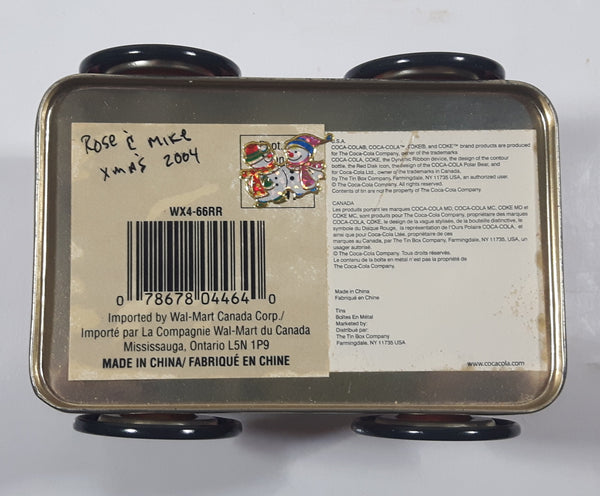 Rose & Mike
xmas 2004
WX4-66RR
0 78678 04464 0
Imported by Wal-Mart Canada Corp./
Importé par La Compagnie Wal-Mart du Canada
Mississauga, Ontario L5N 1P9
MADE IN CHINA/ FABRIQUÉ EN CHINE
U.S.A.
COCA-COLA®, COCA-COLA™, COKE®, and COKE™ brand products are produced
for The Coca-Cola Company, owner of the trademarks
COCA-COLA, COKE, the Dynamic Ribbon device, the design of the contour
bottle, the Red Disk icon, the design of the COCA-COLA Polar Bear, and
for Coca-Cola Ltd., owner of the trademarks in Canada,
by The Tin Box Company, Farmingdale, NY 11735 USA, an authorized user.
© The Coca-Cola Company. All rights reserved.
Contents of tin are not the property of The Coca-Cola Company.
CANADA
Les produits portant les marques COCA-COLA MD, COCA-COLA MC, COKE MD et
COKE MC, sont produits pour The Coca-Cola Company, propriétaire des marques
COCA-COLA, COKE, le design de la vague stylisée, de la bouteille distinctive, le
symbole du Disque Rouge, la représentation de l'Ours Polaire COCA-COLA, et
ainsi que pour Coca-Cola Ltée, propriétaire de ces
marques au Canada, par The Tin Box Company, Farmingdale, NY 11735 USA, un
usager autorisé.
© The Coca-Cola Company. Tous droits réservés.
Le contenu de la boîte en métal n'est pas la propriété de
The Coca-Cola Company.
Made in China
Fabriqué en Chine
Tins
Boîtes En Métal
Marketed by:
Distribué par:
The Tin Box Company
Farmingdale, NY 11735 USA
www.cocacola.com